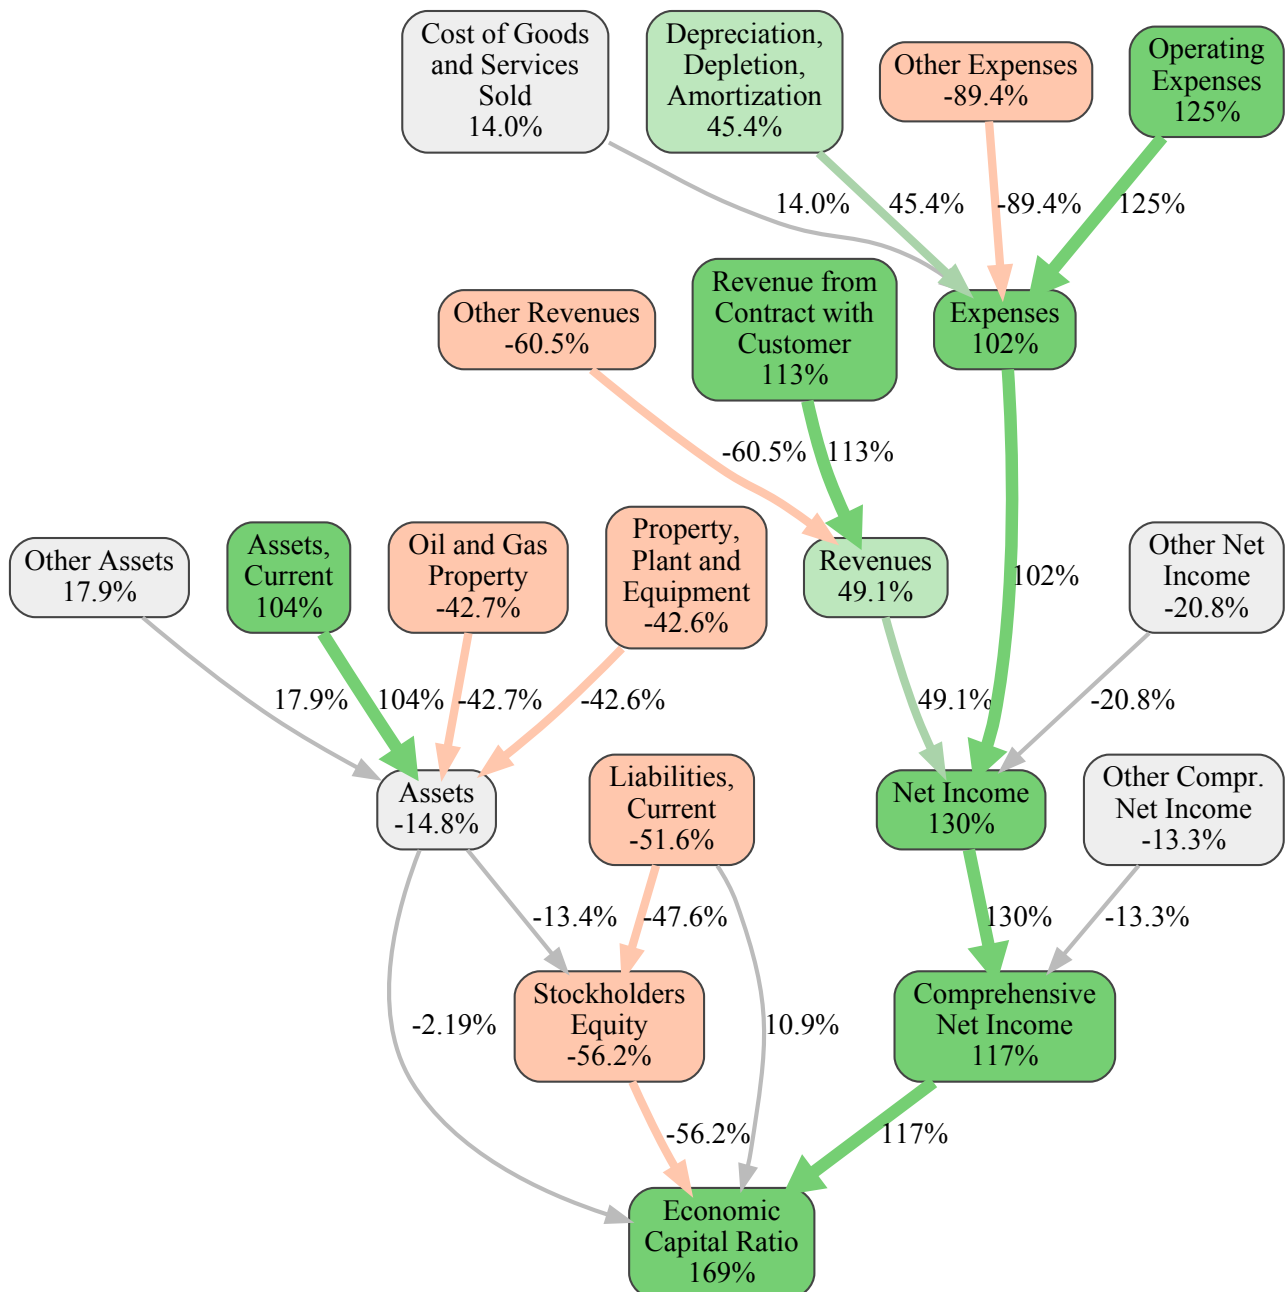 Cost of Goods
and Services
Sold
14.0%
Depreciation,
Depletion,
Amortization
45.4%
Other Expenses
-89.4%
Operating
Expenses
125%
14.0%
45.4%
-89.4%
125%
Other Revenues
-60.5%
Revenue from
Contract with
Customer
113%
Expenses
102%
-60.5%
113%
Other Assets
17.9%
Assets,
Current
104%
Oil and Gas
Property
-42.7%
Property,
Plant and
Equipment
-42.6%
Revenues
49.1%
102%
Other Net
Income
-20.8%
17.9%
104%
-42.7%
-42.6%
49.1%
-20.8%
Assets
-14.8%
Liabilities,
Current
-51.6%
Net Income
130%
Other Compr.
Net Income
-13.3%
-13.4%
-47.6%
130%
-13.3%
Stockholders
Equity
-56.2%
Comprehensive
Net Income
117%
-2.19%
10.9%
-56.2%
117%
Economic
Capital Ratio
169%